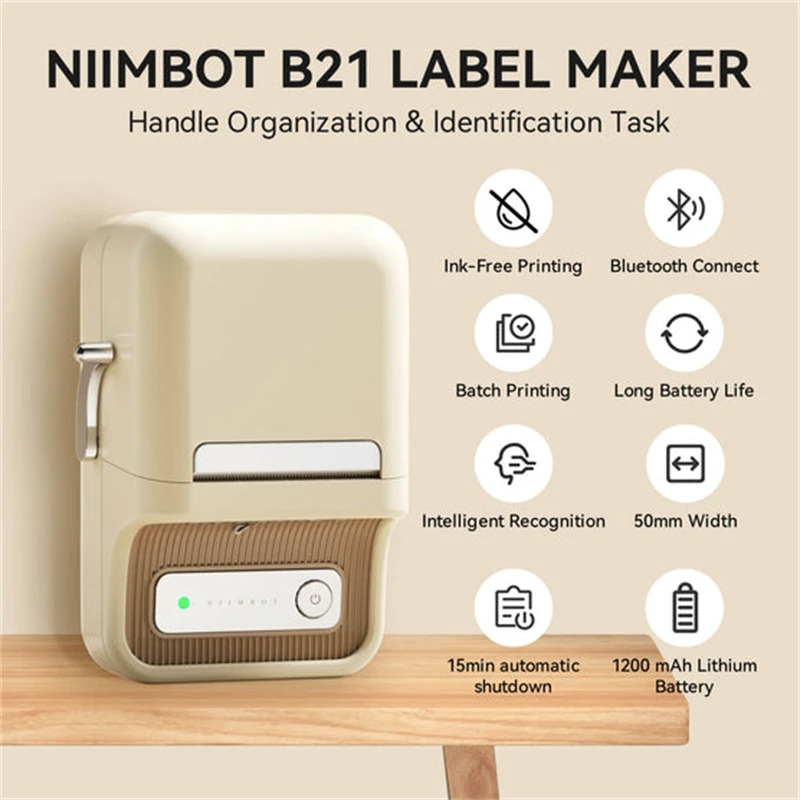 NIIMBOT B21 LABEL MAKER
Handle Organization & Identification Task
Ink-Free Printing
Bluetooth Connect
Batch Printing
Long Battery Life
Intelligent Recognition
50mm Width
NIIMBOT
15min automatic
shutdown
1200 mAh Lithium
Battery